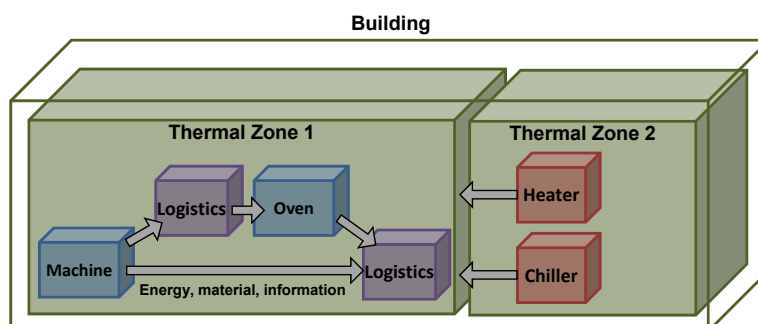 Building
Thermal Zone 1
Thermal Zone 2
Logistics
Oven
Heater
Machine
Logistics
Chiller
Energy, material, information